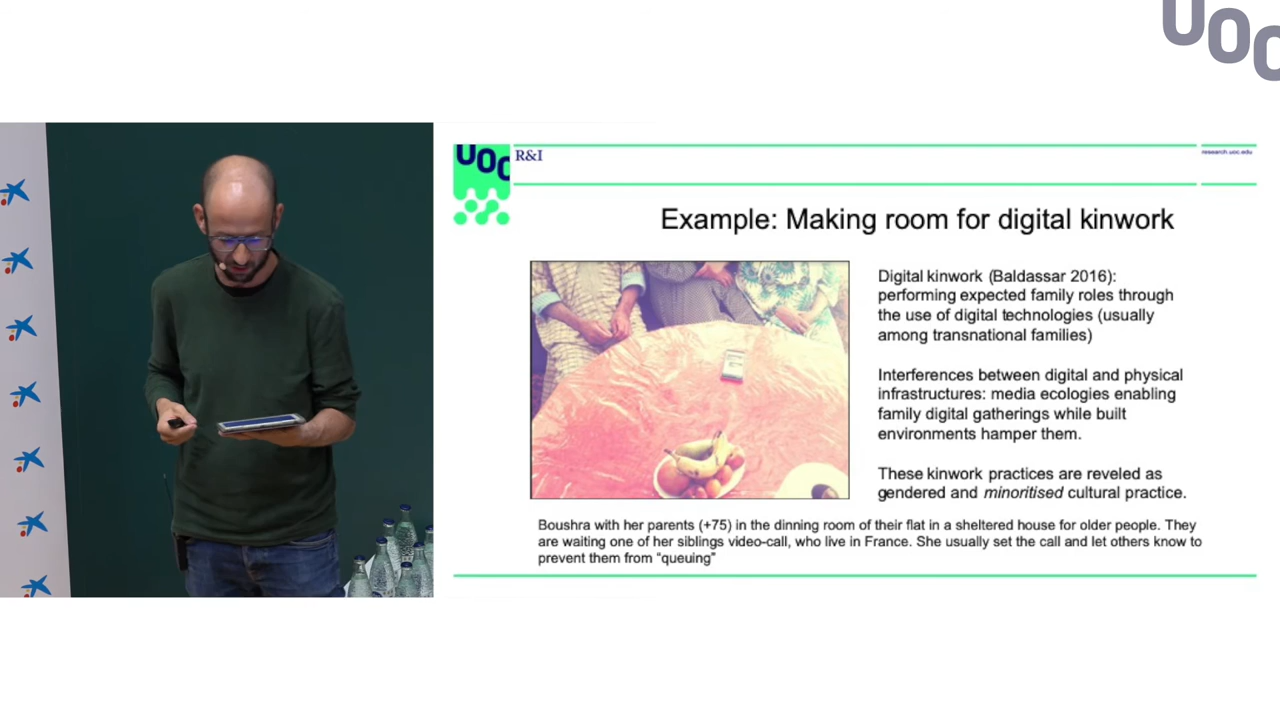 UOC
UOC
R&I
research.uoc.edu
Example: Making room for digital kinwork
Digital kinwork (Baldassar 2016):
performing expected family roles through
the use of digital technologies (usually
among transnational families)
Interferences between digital and physical
infrastructures: media ecologies enabling
family digital gatherings while built
environments hamper them.
These kinwork practices are reveled as
gendered and minoritised cultural practice.
Boushra with her parents (+75) in the dinning room of their flat in a sheltered house for older people. They
are waiting one of her siblings video-call, who live in France. She usually set the call and let others know to
prevent them from “queuing”